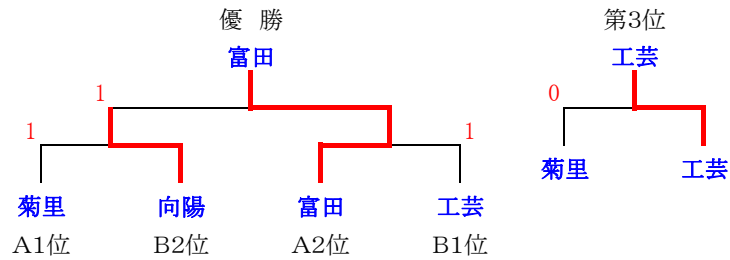 優 勝
第3位
富田
工芸
1
0
1
1
菊里
工芸
菊里
向陽
富田
工芸
A1位
B2位
A2位
B1位